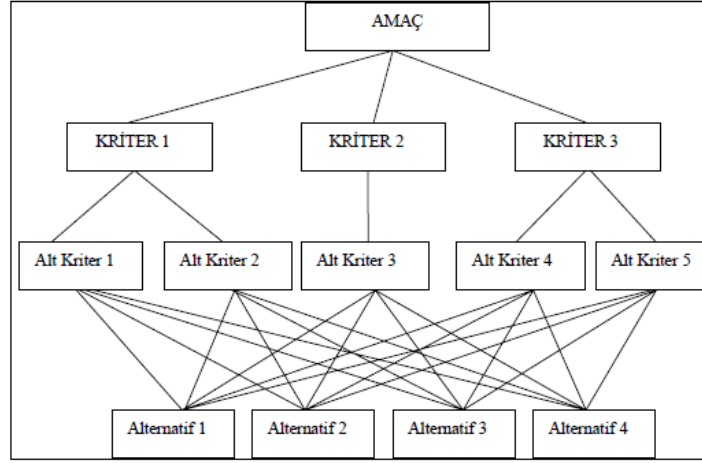 AMAÇ
KRİTER 1
KRİTER 2
KRİTER 3
Alt Kriter 1
Alt Kriter 2
Alt Kriter 3
Alt Kriter 4
Alt Kriter 5
Alternatif 1
Alternatif 2
Alternatif 3
Alternatif 4